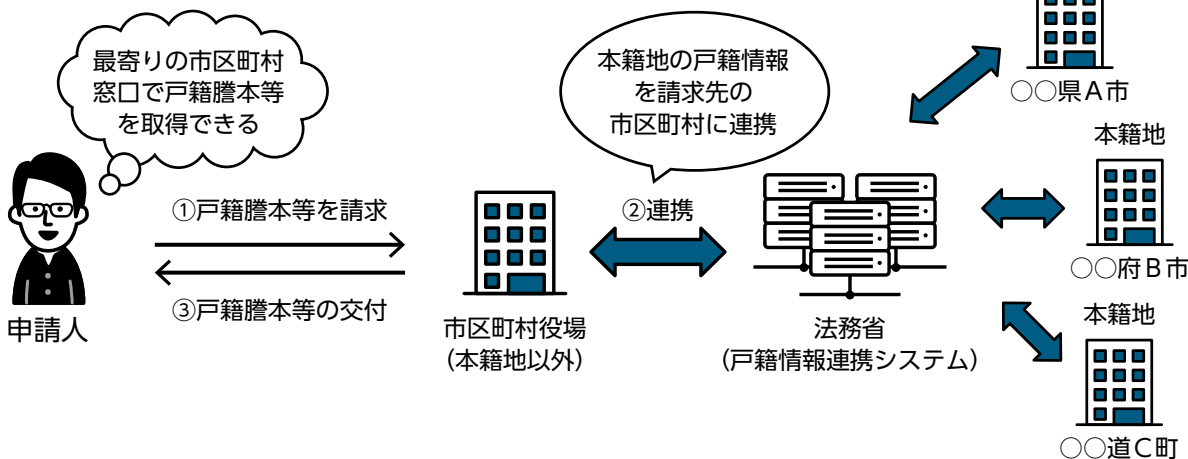 最寄りの市区町村
窓口で戸籍謄本等
を取得できる
本籍地の戸籍情報
を請求先の
市区町村に連携
○○県A市
本籍地
①戸籍謄本等を請求
②連携
○○府B市
③戸籍謄本等の交付
申請人
市区町村役場
（本籍地以外）
法務省
（戸籍情報連携システム）
本籍地
○○道C町